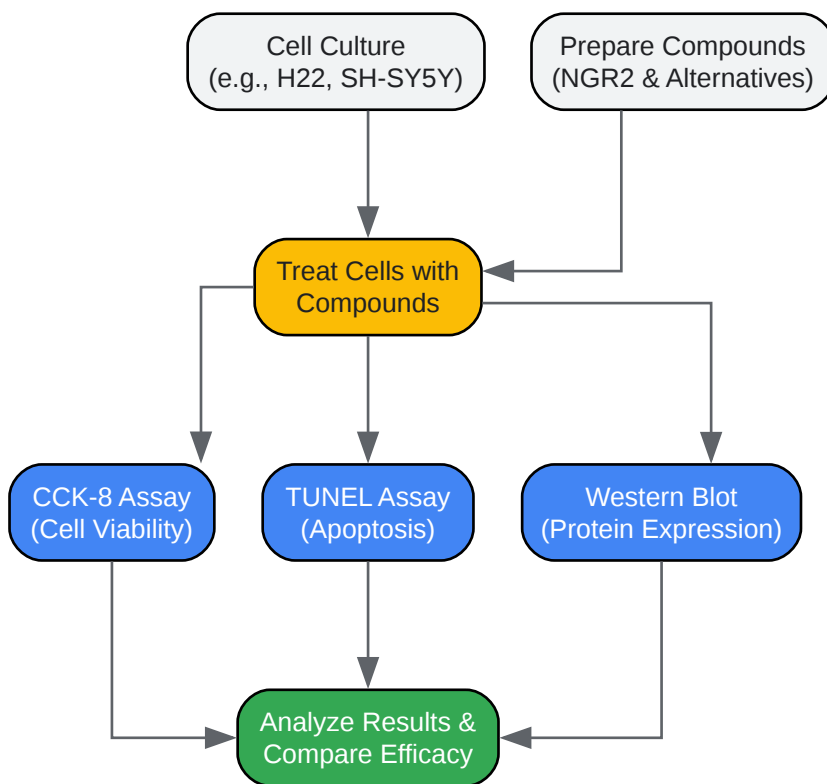 Cell Culture
(e.g., H22, SH-SY5Y)
Prepare Compounds
(NGR2 & Alternatives)
Treat Cells with
Compounds
CCK-8 Assay
(Cell Viability)
TUNEL Assay
(Apoptosis)
Western Blot
(Protein Expression)
Analyze Results &
Compare Efficacy